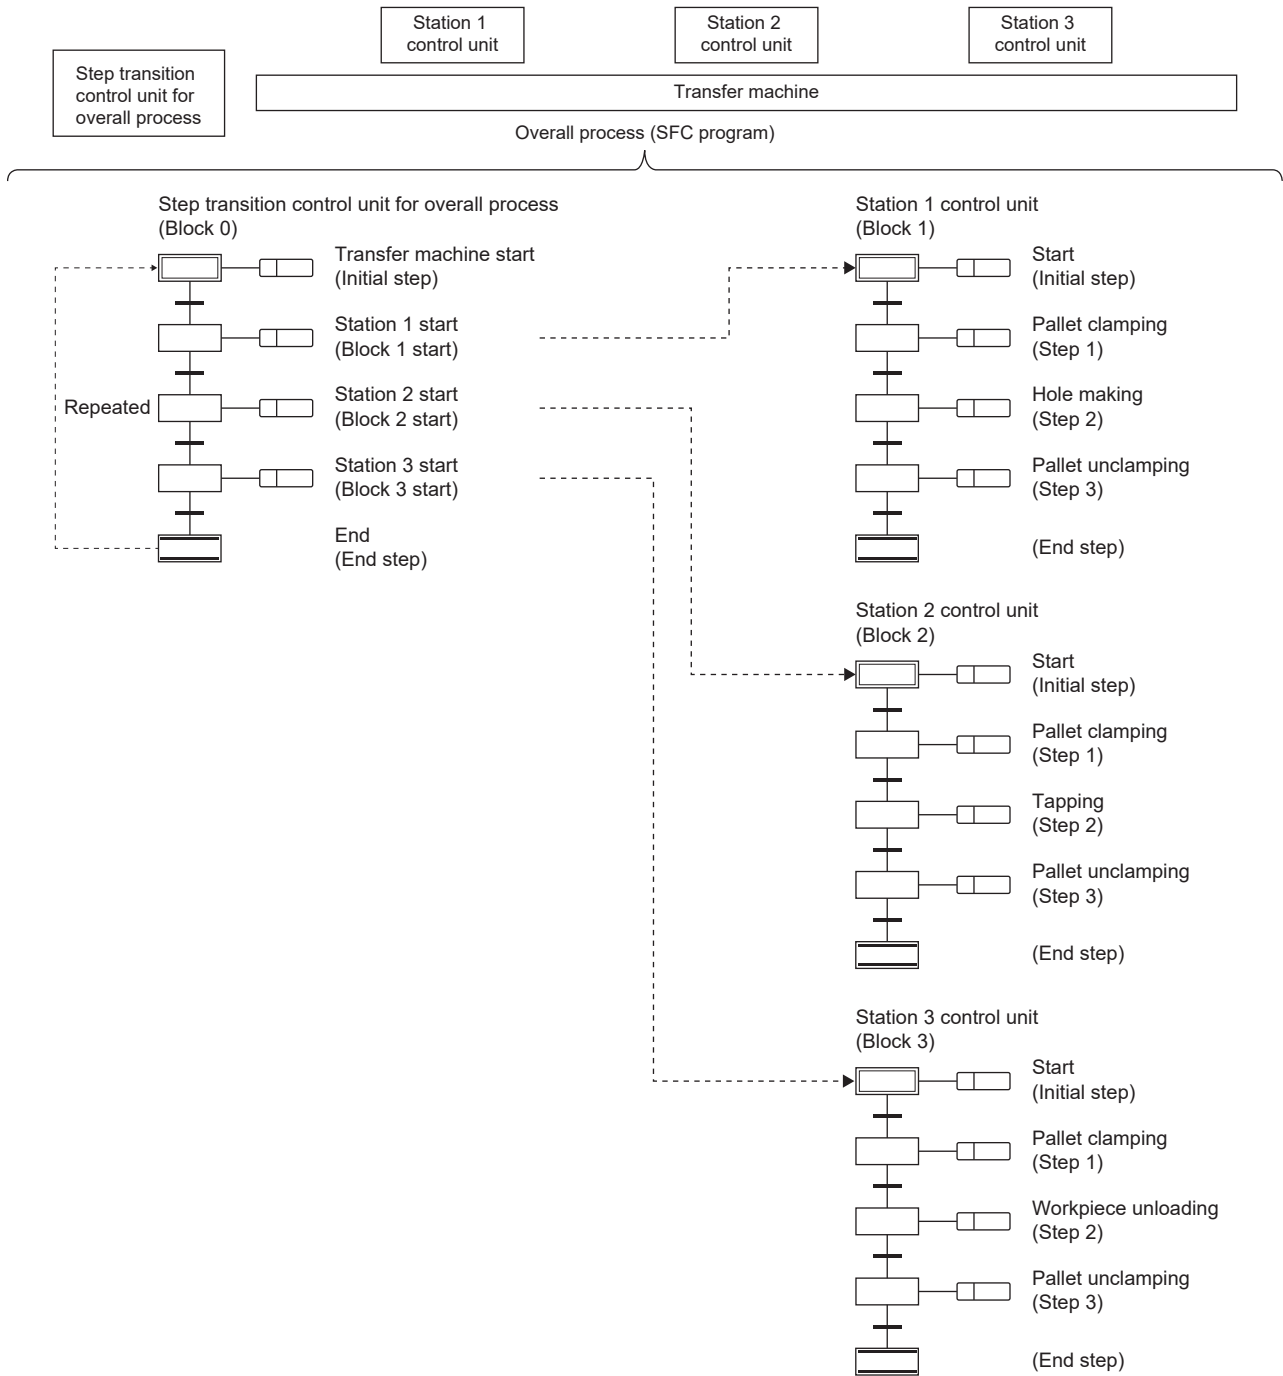 Station 1
control unit
Station 2
control unit
Station 3
control unit
Step transition
control unit for
overall process
Transfer machine
Overall process (SFC program)
Step transition control unit for overall process
(Block 0)
Transfer machine start
(Initial step)
Station 1 start
(Block 1 start)
Repeated
Station 2 start
(Block 2 start)
Station 3 start
(Block 3 start)
End
(End step)
Station 1 control unit
(Block 1)
Start
(Initial step)
Pallet clamping
(Step 1)
Hole making
(Step 2)
Pallet unclamping
(Step 3)
(End step)
Station 2 control unit
(Block 2)
Start
(Initial step)
Pallet clamping
(Step 1)
Tapping
(Step 2)
Pallet unclamping
(Step 3)
(End step)
Station 3 control unit
(Block 3)
Start
(Initial step)
Pallet clamping
(Step 1)
Workpiece unloading
(Step 2)
Pallet unclamping
(Step 3)
(End step)